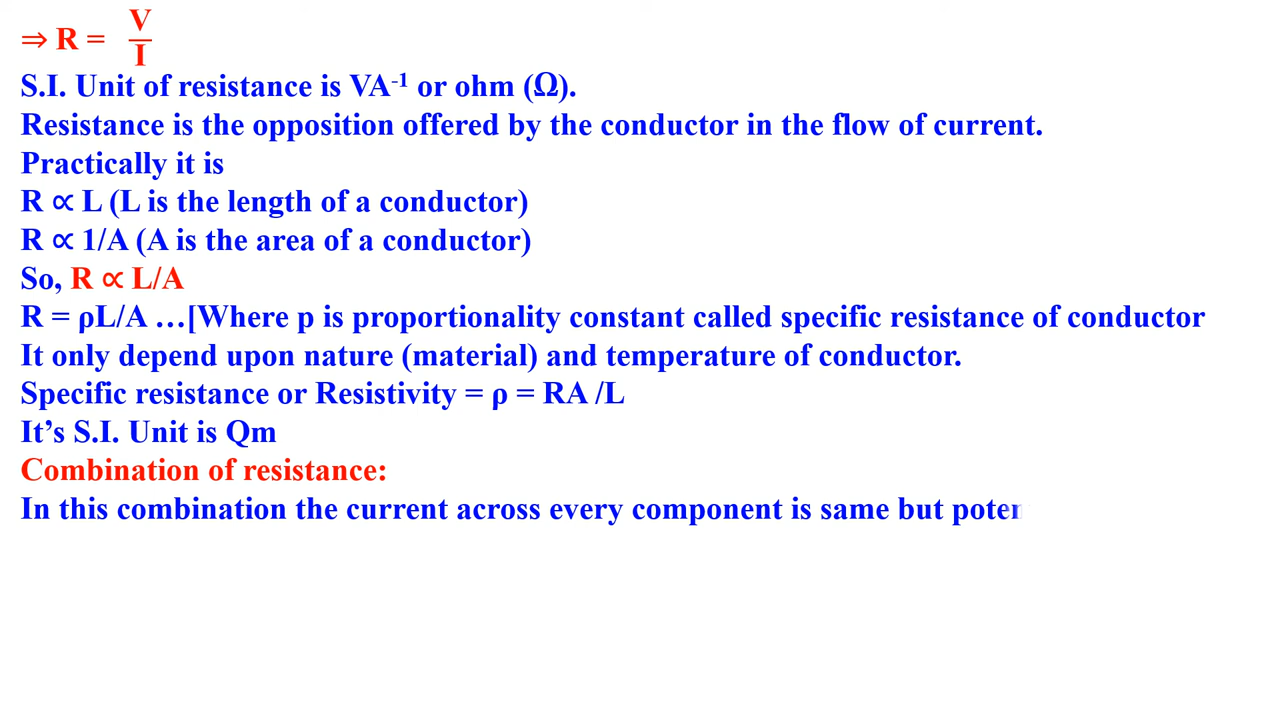 ⇒ R = V/I
S.I. Unit of resistance is VA⁻¹ or ohm (Ω).
Resistance is the opposition offered by the conductor in the flow of current.
Practically it is
R ∝ L (L is the length of a conductor)
R ∝ 1/A (A is the area of a conductor)
So, R ∝ L/A
R = ρL/A …[Where p is proportionality constant called specific resistance of conductor
It only depend upon nature (material) and temperature of conductor.
Specific resistance or Resistivity = ρ = RA /L
It’s S.I. Unit is Qm
Combination of resistance:
In this combination the current across every component is same but